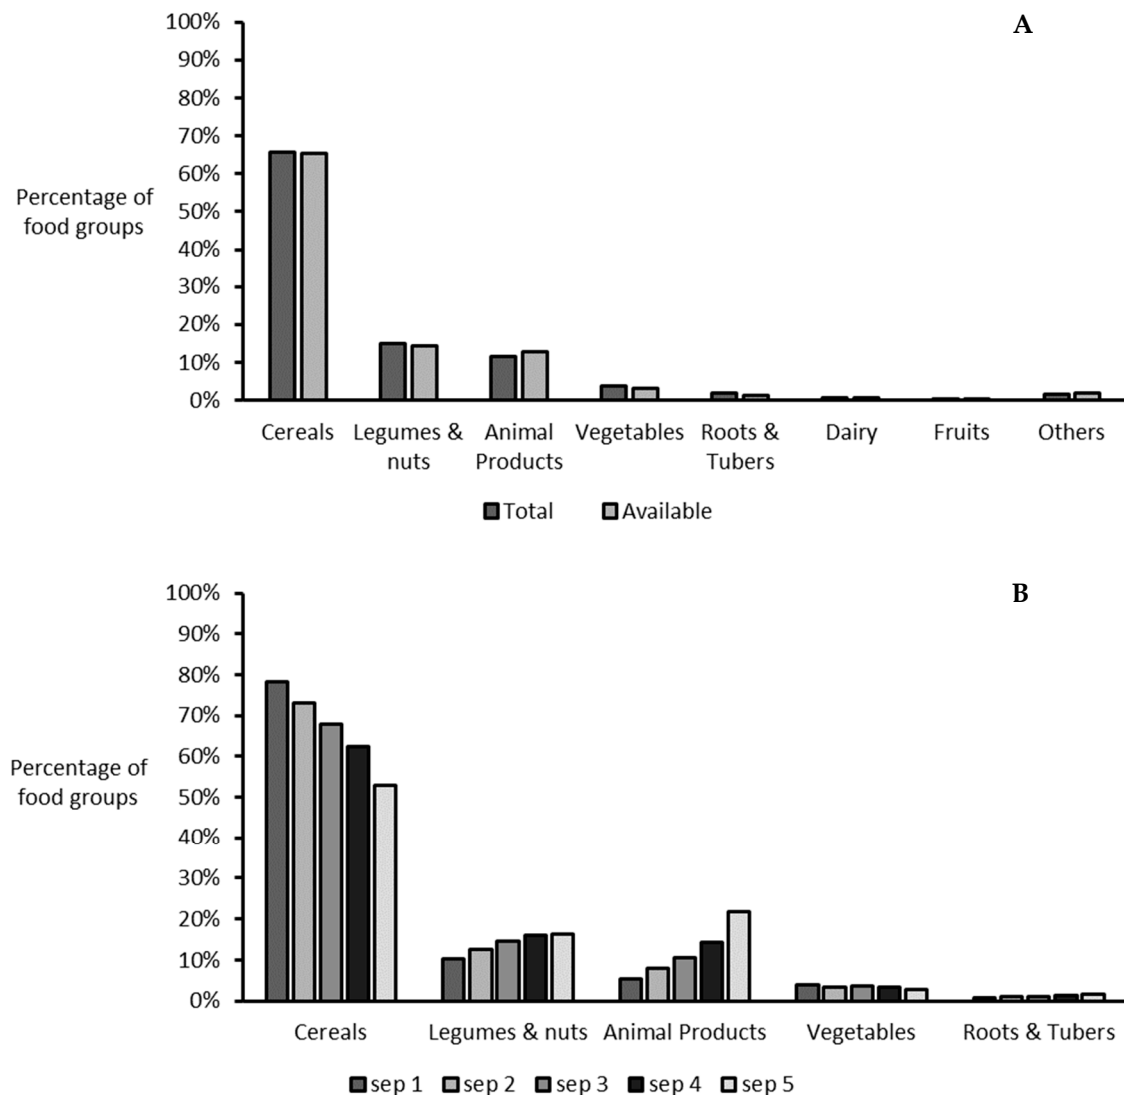 A
100%
90%
80%
70%
60%
50%
40%
30%
20%
10%
0%
Percentage of
food groups
Cereals Legumes & Animal Vegetables Roots & Dairy Fruits Others
nuts Products Tubers
Total Available
B
100%
90%
80%
70%
60%
50%
40%
30%
20%
10%
0%
Percentage of
food groups
Cereals Legumes & nuts Animal Products Vegetables Roots & Tubers
sep 1 sep 2 sep 3 sep 4 sep 5